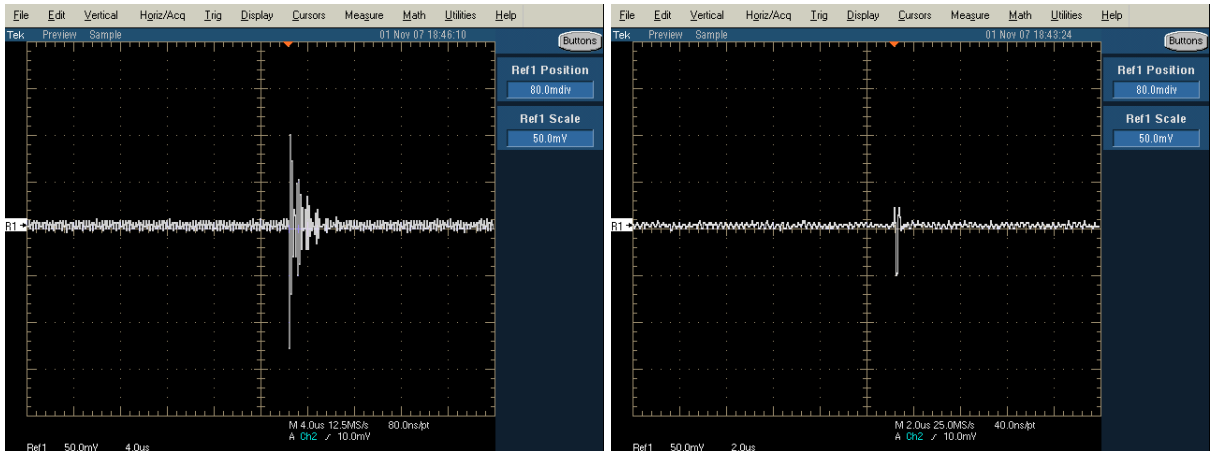 File Edit Vertical Horiz/Acq Trig Display Cursors Measure Math Utilities Help
Tek Preview Sample 01 Nov 07 18:46:10
Buttons
Ref1 Position
80.0mdiv
Ref1 Scale
50.0mV
R1
M 4.0us 12.5MS/s 80.0ns/pt
A Ch2 10.0mV
Ref1 50.0mV 4.0us
File Edit Vertical Horiz/Acq Trig Display Cursors Measure Math Utilities Help
Tek Preview Sample 01 Nov 07 18:43:24
Buttons
Ref1 Position
80.0mdiv
Ref1 Scale
50.0mV
R1
M 2.0us 25.0MS/s 40.0ns/pt
A Ch2 10.0mV
Ref1 50.0mV 2.0us